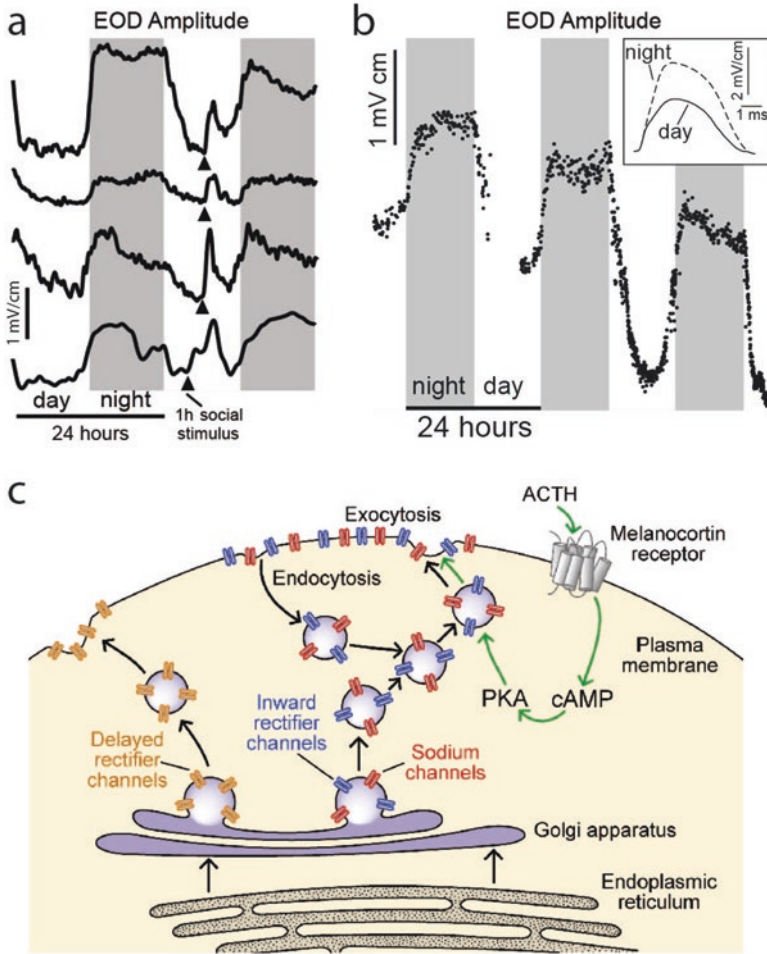 a
EOD Amplitude
1 mV/cm
day
night
24 hours
1h social
stimulus
b
EOD Amplitude
1 mV cm
night
day
2 mV/cm
1 ms
night
day
24 hours
c
ACTH
Exocytosis
Melanocortin
receptor
Endocytosis
Plasma
membrane
PKA
cAMP
Inward
rectifier
channels
Delayed
rectifier
channels
Sodium
channels
Golgi apparatus
Endoplasmic
reticulum